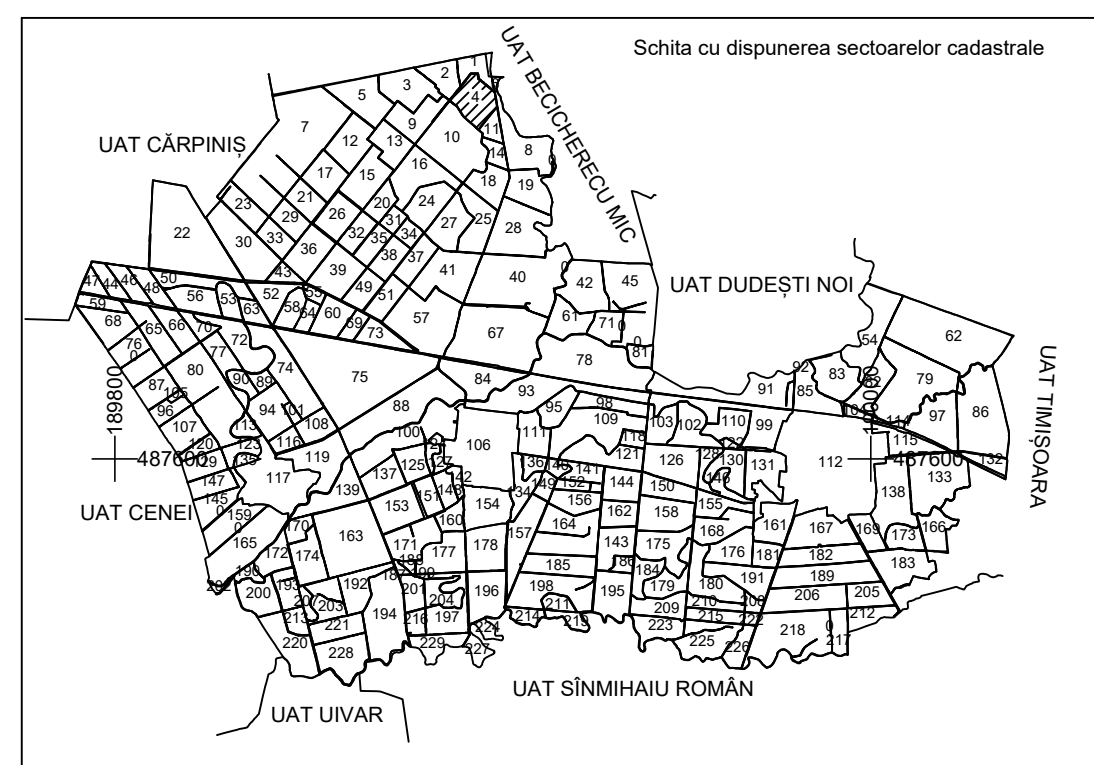 Schita cu dispunerea sectoarelor cadastrale
UAT BECICHERECU MIC
UAT CĂRPINIȘ
UAT DUDEȘTI NOI
UAT TIMIȘOARA
UAT CENEI
UAT SÎNMIHAIU ROMÂN
UAT UIVAR
189800
487600
487600
1 2 3 4 5
7 9 10 11 12 13 14 8
15 16 17 18 19
20 21 22 23 24 25 26 27 28
29 30 31 32 33 34 35 36 37 38 39
40 41 42 43 45
47 44 46 48 50 49 51 52 53 54 55 56 57 58
59 60 61 62 63 64 65 66 67 68 69 70 71 72 73
74 75 76 77 78 79 80 81 83 84 85 86 87 88 89 90
91 92 93 94 95 96 97 98 99 100 101 102 103
106 107 108 109 110 111 112 113 115 116 117 118 119 120
121 123 125 126 130 131 132 133
136 137 138 139 141 142 143 144 145 147 149 150
151 152 153 154 155 156 157 158 159 160
161 162 163 164 165 166 167 168 169 170
171 172 173 174 175 176 177 178 179 180
181 182 183 184 185 189 190 191 192 193 194 195 196 197 198
200 201 203 204 205 206 209 210 211 212 213 214 215 216 217 218 219
220 221 222 223 224 225 226 227 228 229